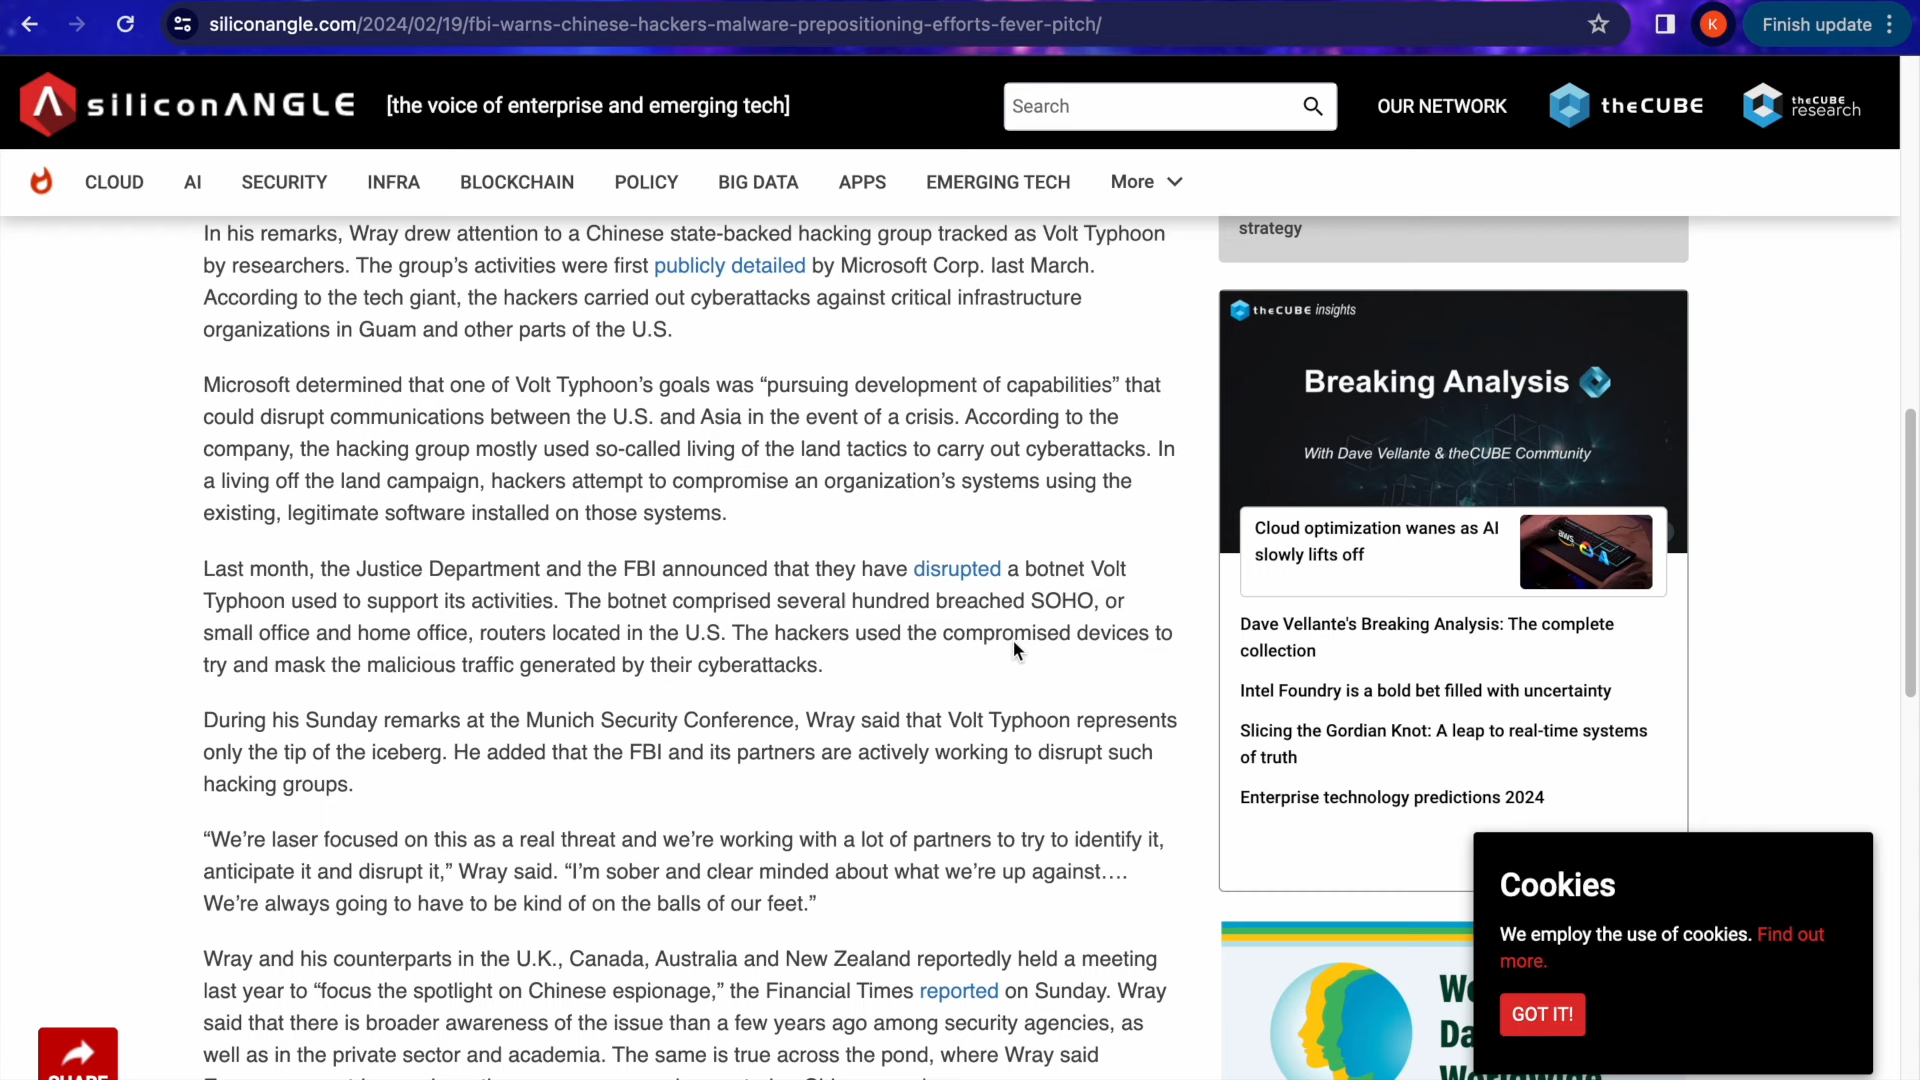 siliconangle.com/2024/02/19/fbi-warns-chinese-hackers-malware-prepositioning-efforts-fever-pitch/
K
Finish update
siliconANGLE
[the voice of enterprise and emerging tech]
Search
OUR NETWORK
theCUBE
theCUBE research
CLOUD AI SECURITY INFRA BLOCKCHAIN POLICY BIG DATA APPS EMERGING TECH More
In his remarks, Wray drew attention to a Chinese state-backed hacking group tracked as Volt Typhoon
by researchers. The group’s activities were first publicly detailed by Microsoft Corp. last March.
According to the tech giant, the hackers carried out cyberattacks against critical infrastructure
organizations in Guam and other parts of the U.S.
Microsoft determined that one of Volt Typhoon’s goals was “pursuing development of capabilities” that
could disrupt communications between the U.S. and Asia in the event of a crisis. According to the
company, the hacking group mostly used so-called living of the land tactics to carry out cyberattacks. In
a living off the land campaign, hackers attempt to compromise an organization’s systems using the
existing, legitimate software installed on those systems.
Last month, the Justice Department and the FBI announced that they have disrupted a botnet Volt
Typhoon used to support its activities. The botnet comprised several hundred breached SOHO, or
small office and home office, routers located in the U.S. The hackers used the compromised devices to
try and mask the malicious traffic generated by their cyberattacks.
During his Sunday remarks at the Munich Security Conference, Wray said that Volt Typhoon represents
only the tip of the iceberg. He added that the FBI and its partners are actively working to disrupt such
hacking groups.
“We’re laser focused on this as a real threat and we’re working with a lot of partners to try to identify it,
anticipate it and disrupt it,” Wray said. “I’m sober and clear minded about what we’re up against….
We’re always going to have to be kind of on the balls of our feet.”
Wray and his counterparts in the U.K., Canada, Australia and New Zealand reportedly held a meeting
last year to “focus the spotlight on Chinese espionage,” the Financial Times reported on Sunday. Wray
said that there is broader awareness of the issue than a few years ago among security agencies, as
well as in the private sector and academia. The same is true across the pond, where Wray said
SHARE
strategy
theCUBE insights
Breaking Analysis
With Dave Vellante & theCUBE Community
Cloud optimization wanes as AI
slowly lifts off
aws
Dave Vellante's Breaking Analysis: The complete
collection
Intel Foundry is a bold bet filled with uncertainty
Slicing the Gordian Knot: A leap to real-time systems
of truth
Enterprise technology predictions 2024
Cookies
We employ the use of cookies. Find out
more.
GOT IT!